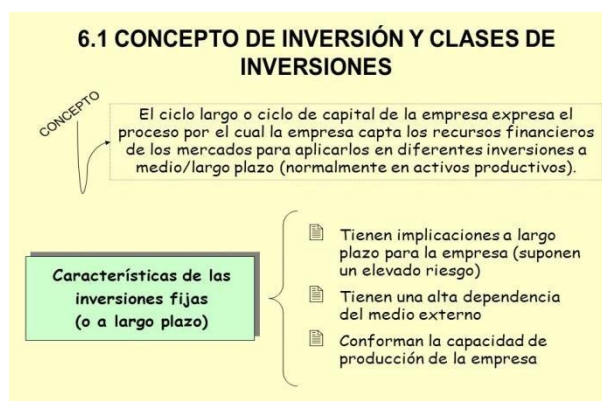 6.1 CONCEPTO DE INVERSIÓN Y CLASES DE
INVERSIONES
CONCEPTO
El ciclo largo o ciclo de capital de la empresa expresa el
proceso por el cual la empresa capta los recursos financieros
de los mercados para aplicarlos en diferentes inversiones a
medio/largo plazo (normalmente en activos productivos).
Características de las
inversiones fijas
(o a largo plazo)
Tienen implicaciones a largo
plazo para la empresa (suponen
un elevado riesgo)
Tienen una alta dependencia
del medio externo
Conforman la capacidad de
producción de la empresa